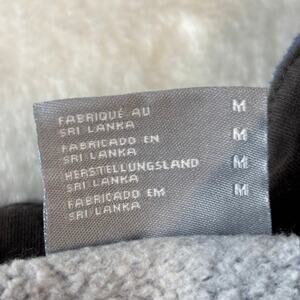 FABRIQUÉ AU M
SRI LANKA
FABRICADO EN M
SRI LANKA
HERSTELLUNGSLAND M
SRI LANKA
FABRICADO EM M
SRI LANKA